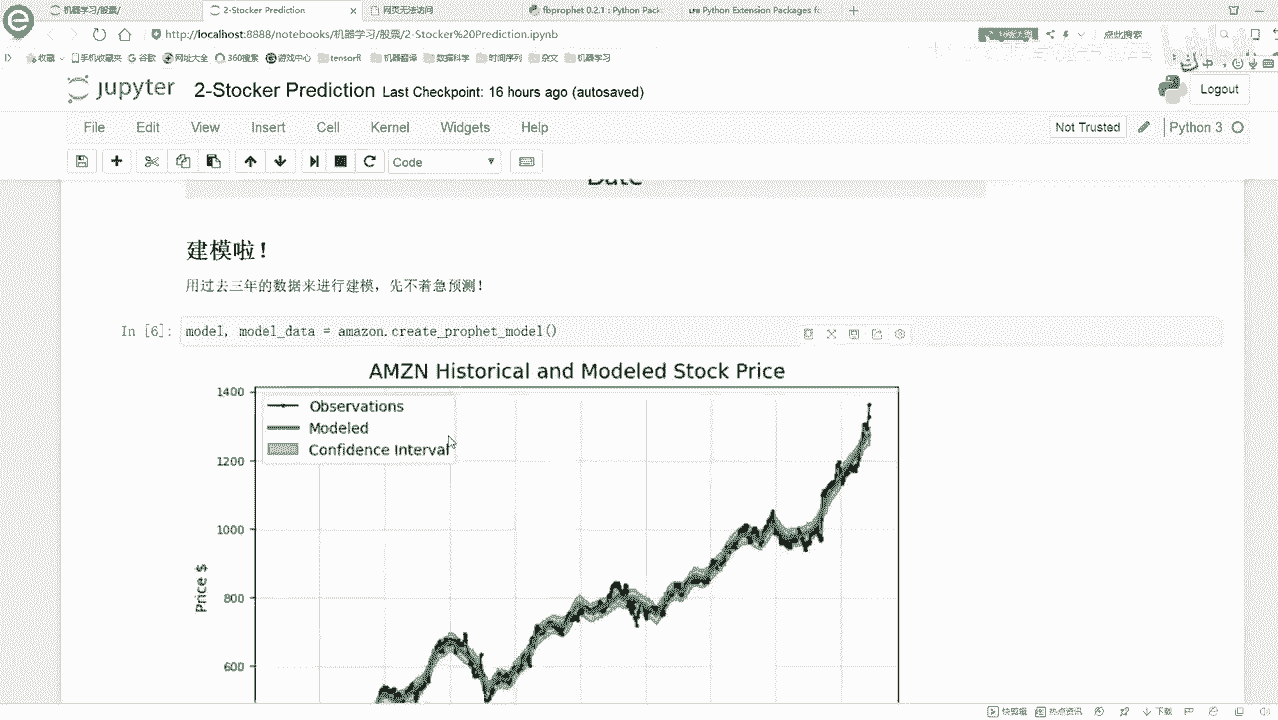 机器学习/股票/
2-Stocker Prediction
网页无法访问
fbprophet 0.2.1 : Python Pack
Python Extension Packages fo
http://localhost:8888/notebooks/机器学习/股票/2-Stocker%20Prediction.ipynb
点此搜索
收藏
手机收藏夹
谷歌
网址大全
360搜索
游戏中心
tensorfl
机器翻译
数据科学
时间序列
杂文
机器学习
中
jupyter
2-Stocker Prediction Last Checkpoint: 16 hours ago (autosaved)
Logout
File Edit View Insert Cell Kernel Widgets Help
Not Trusted
Python 3
Code
Date
建模啦！
用过去三年的数据来进行建模，先不着急预测！
In [6]: model, model_data = amazon.create_prophet_model()
AMZN Historical and Modeled Stock Price
1400
Observations
Modeled
Confidence Interval
1200
1000
Price $
800
600
快剪辑
热点资讯
下载